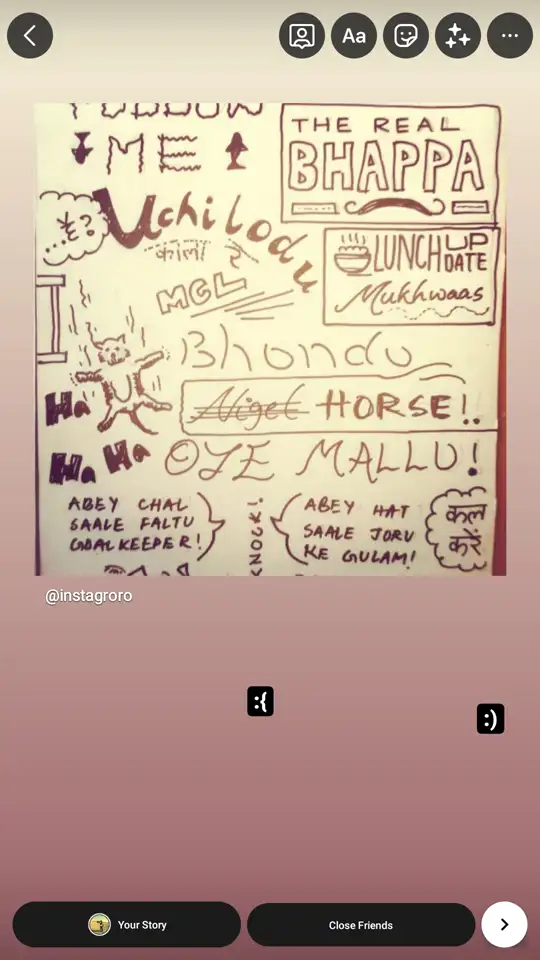 Aa
FOLLOW
ME
THE REAL
BHAPPA
¥?
...
Uchilodu
काला रे
MCL
LUNCH UP
DATE
Mukhwaas
I
Bhondu
Ha
Nigel HORSE!.
Ha Ha
OYE MALLU!
ABEY CHAL
SAALE FALTU
GOALKEEPER!
KNOCK!
ABEY HAT
SAALE JORU
KE GULAM!
कल
करे
@instagroro
:{
:)
Your Story
Close Friends